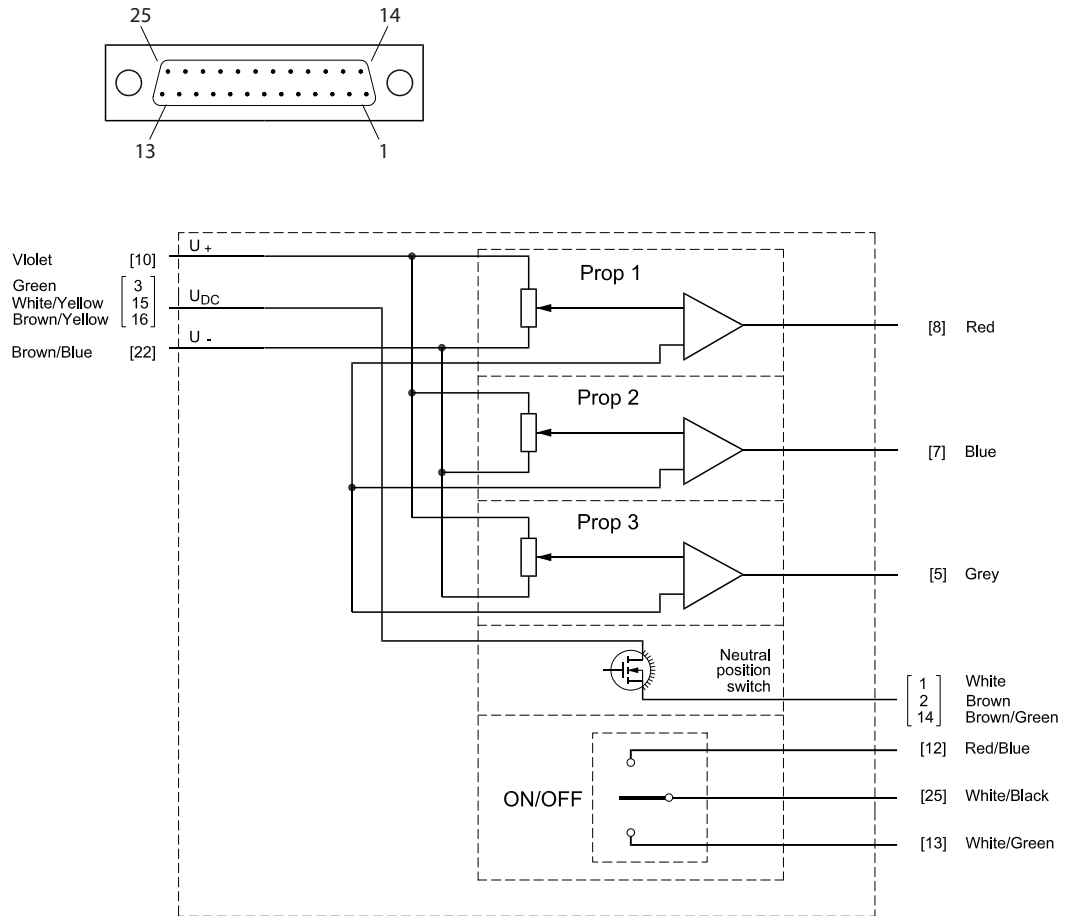 25 14
13 1
U +
Violet [10]
Prop 1
Green [ 3 ]
White/Yellow [ 15 ]
Brown/Yellow [ 16 ]
UDC
[8] Red
U -
Brown/Blue [22]
Prop 2
[7] Blue
Prop 3
[5] Grey
Neutral
position
switch
[ 1 ] White
[ 2 ] Brown
[ 14 ] Brown/Green
[12] Red/Blue
ON/OFF
[25] White/Black
[13] White/Green